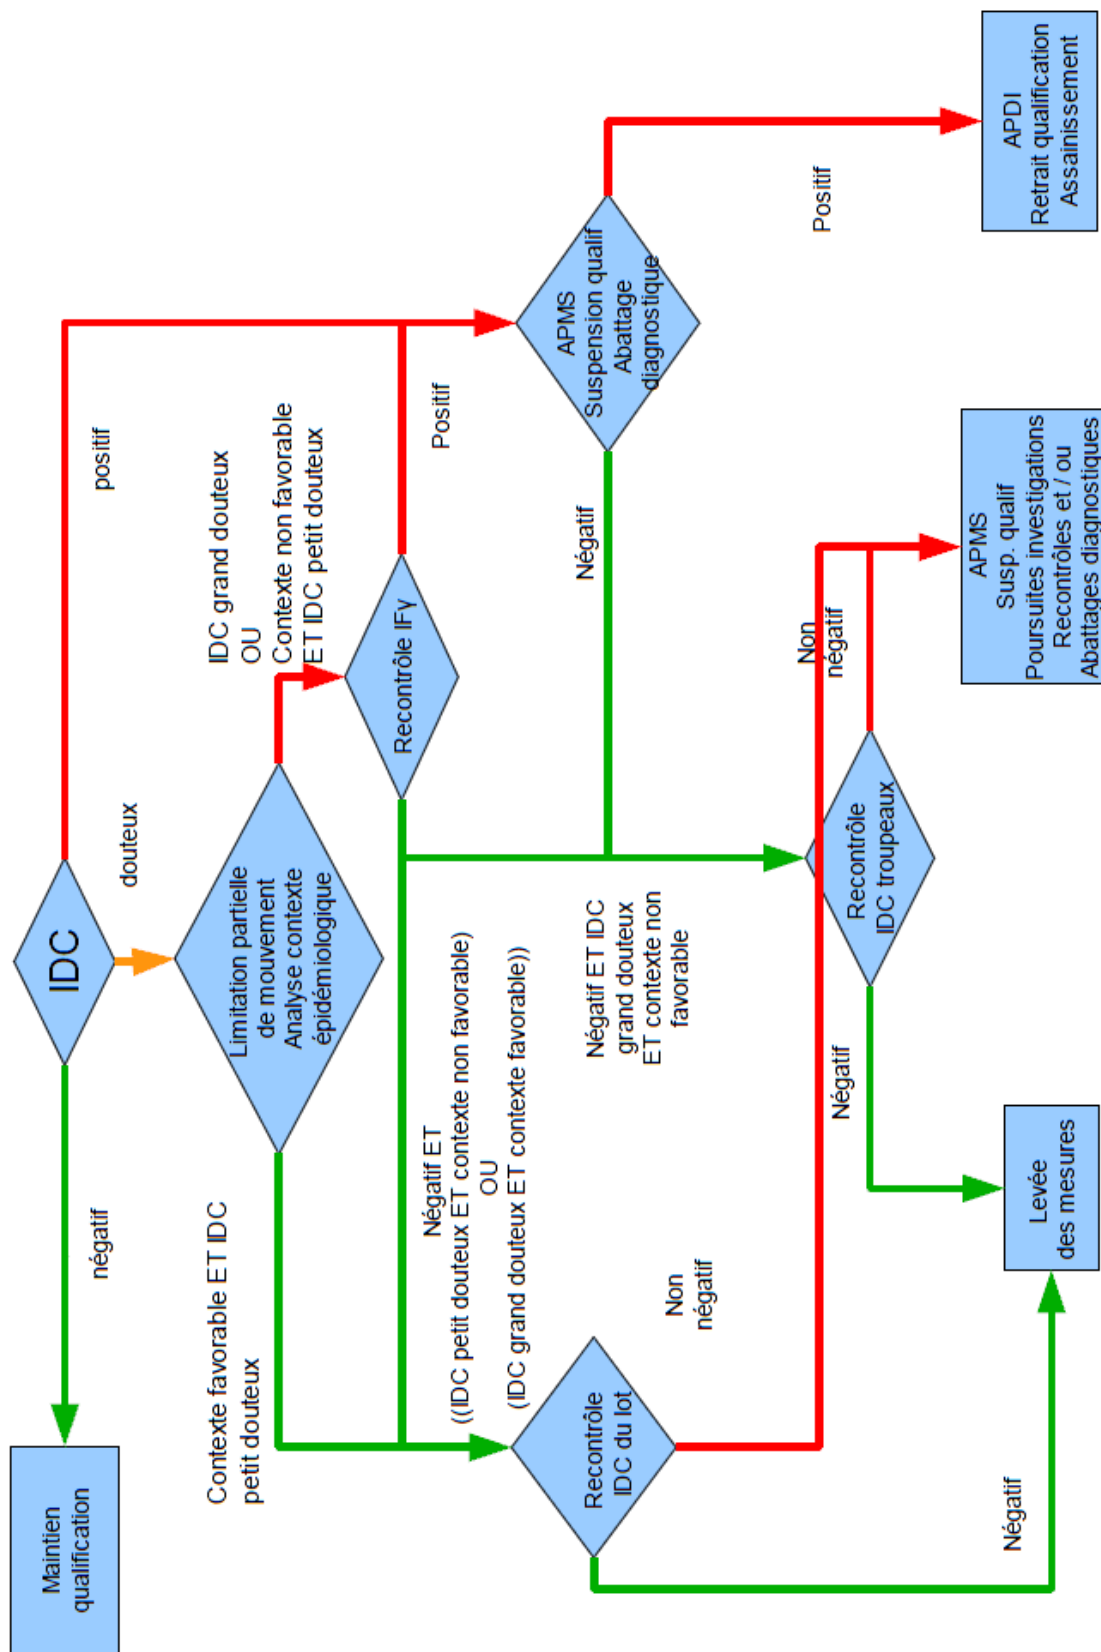 IDC
négatif
douteux
positif
Maintien
qualification
Limitation partielle
de mouvement
Analyse contexte
épidémiologique
Contexte favorable ET IDC
petit douteux
IDC grand douteux
OU
Contexte non favorable
ET IDC petit douteux
Recontrôle IFγ
Positif
Négatif ET
((IDC petit douteux ET contexte non favorable)
OU
(IDC grand douteux ET contexte favorable))
Négatif ET IDC
grand douteux
ET contexte non
favorable
APMS
Suspension qualif
Abattage
diagnostique
Négatif
Positif
Recontrôle
IDC du lot
Non
négatif
Négatif
Recontrôle
IDC troupeaux
Non
négatif
Négatif
Levée
des mesures
APMS
Susp. qualif
Poursuites investigations
Recontrôles et / ou
Abattages diagnostiques
APDI
Retrait qualification
Assainissement